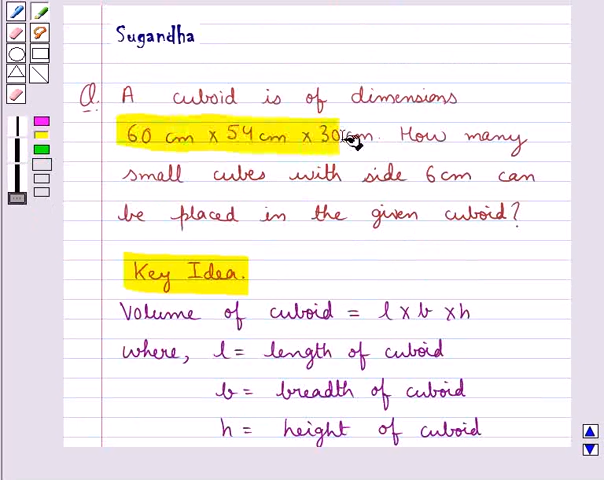 Sugandha
Q. A cuboid is of dimensions
60 cm x 54 cm x 30 cm. How many
small cubes with side 6 cm can
be placed in the given cuboid?
Key Idea.
Volume of cuboid = l x b x h
where, l = length of cuboid
b = breadth of cuboid
h = height of cuboid